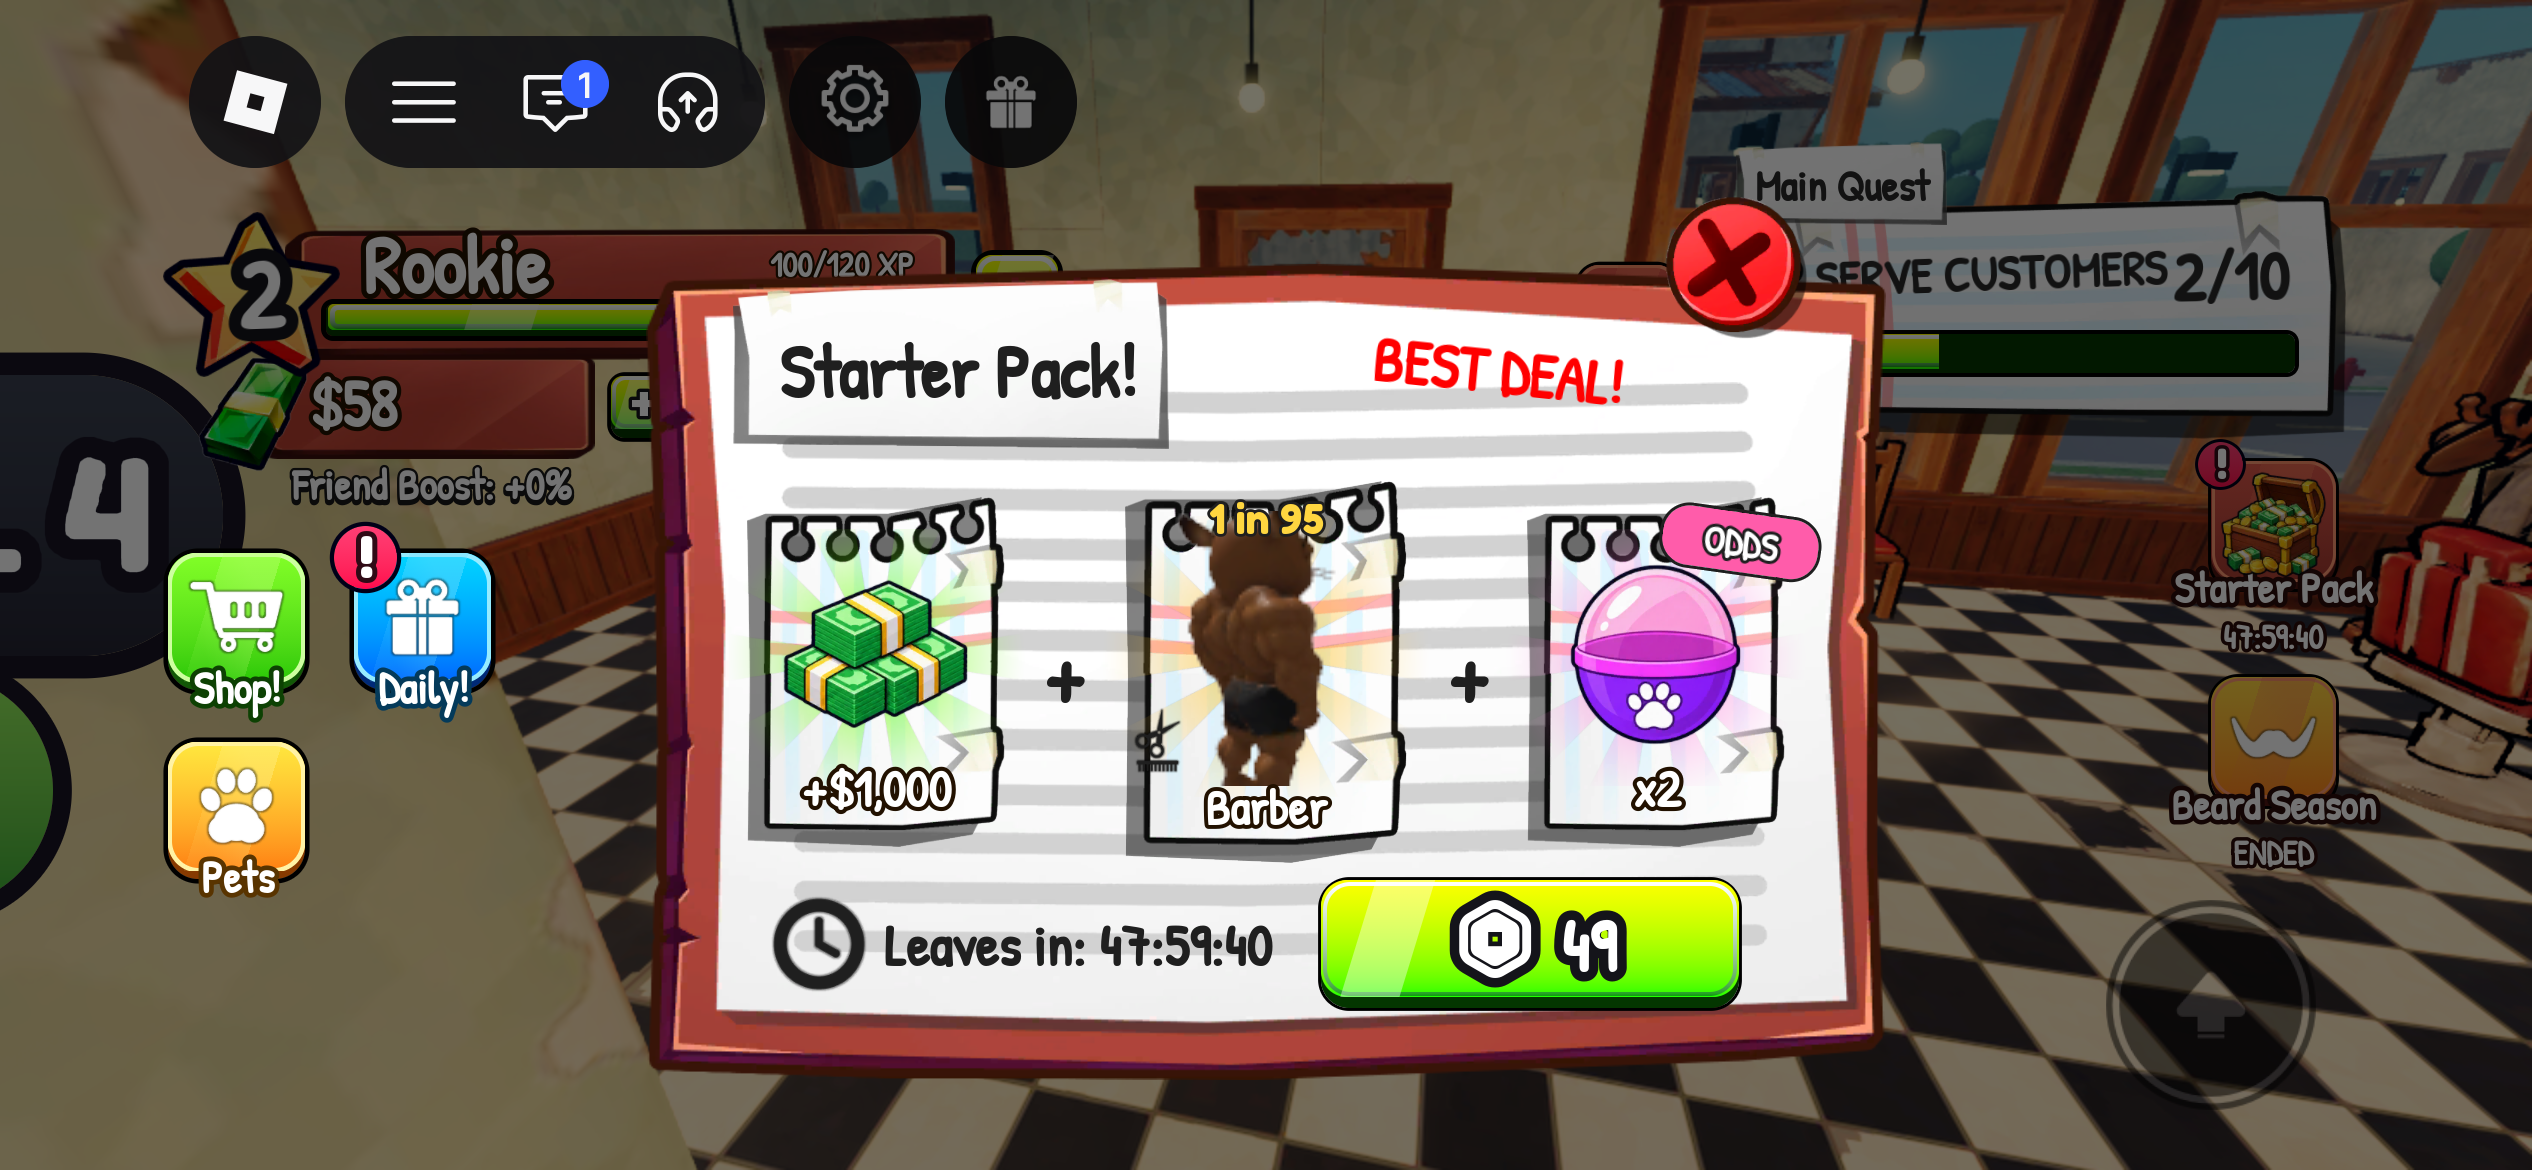 1
Main Quest
2
Rookie
100/120 XP
SERVE CUSTOMERS 2/10
$58
+
Friend Boost: +0%
.4
Starter Pack!
BEST DEAL!
!
Shop!
Daily!
Pets
1 in 95
ODDS
+$1,000
+
Barber
+
x2
Leaves in: 47:59:40
49
!
Starter Pack
47:59:40
Beard Season
ENDED